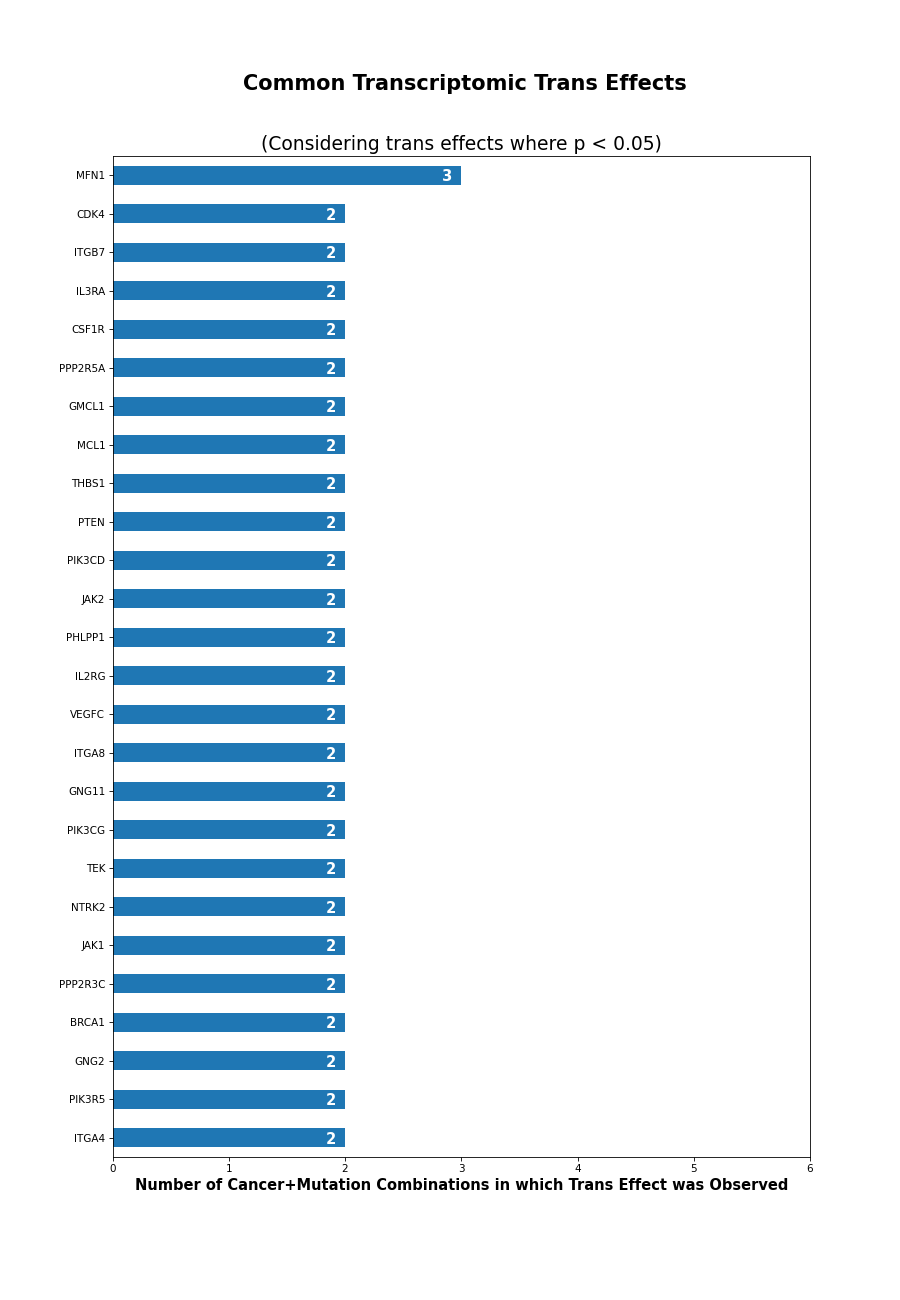 Common Transcriptomic Trans Effects
(Considering trans effects where p < 0.05)
MFN1 3
CDK4 2
ITGB7 2
IL3RA 2
CSF1R 2
PPP2R5A 2
GMCL1 2
MCL1 2
THBS1 2
PTEN 2
PIK3CD 2
JAK2 2
PHLPP1 2
IL2RG 2
VEGFC 2
ITGA8 2
GNG11 2
PIK3CG 2
TEK 2
NTRK2 2
JAK1 2
PPP2R3C 2
BRCA1 2
GNG2 2
PIK3R5 2
ITGA4 2
0 1 2 3 4 5 6
Number of Cancer+Mutation Combinations in which Trans Effect was Observed